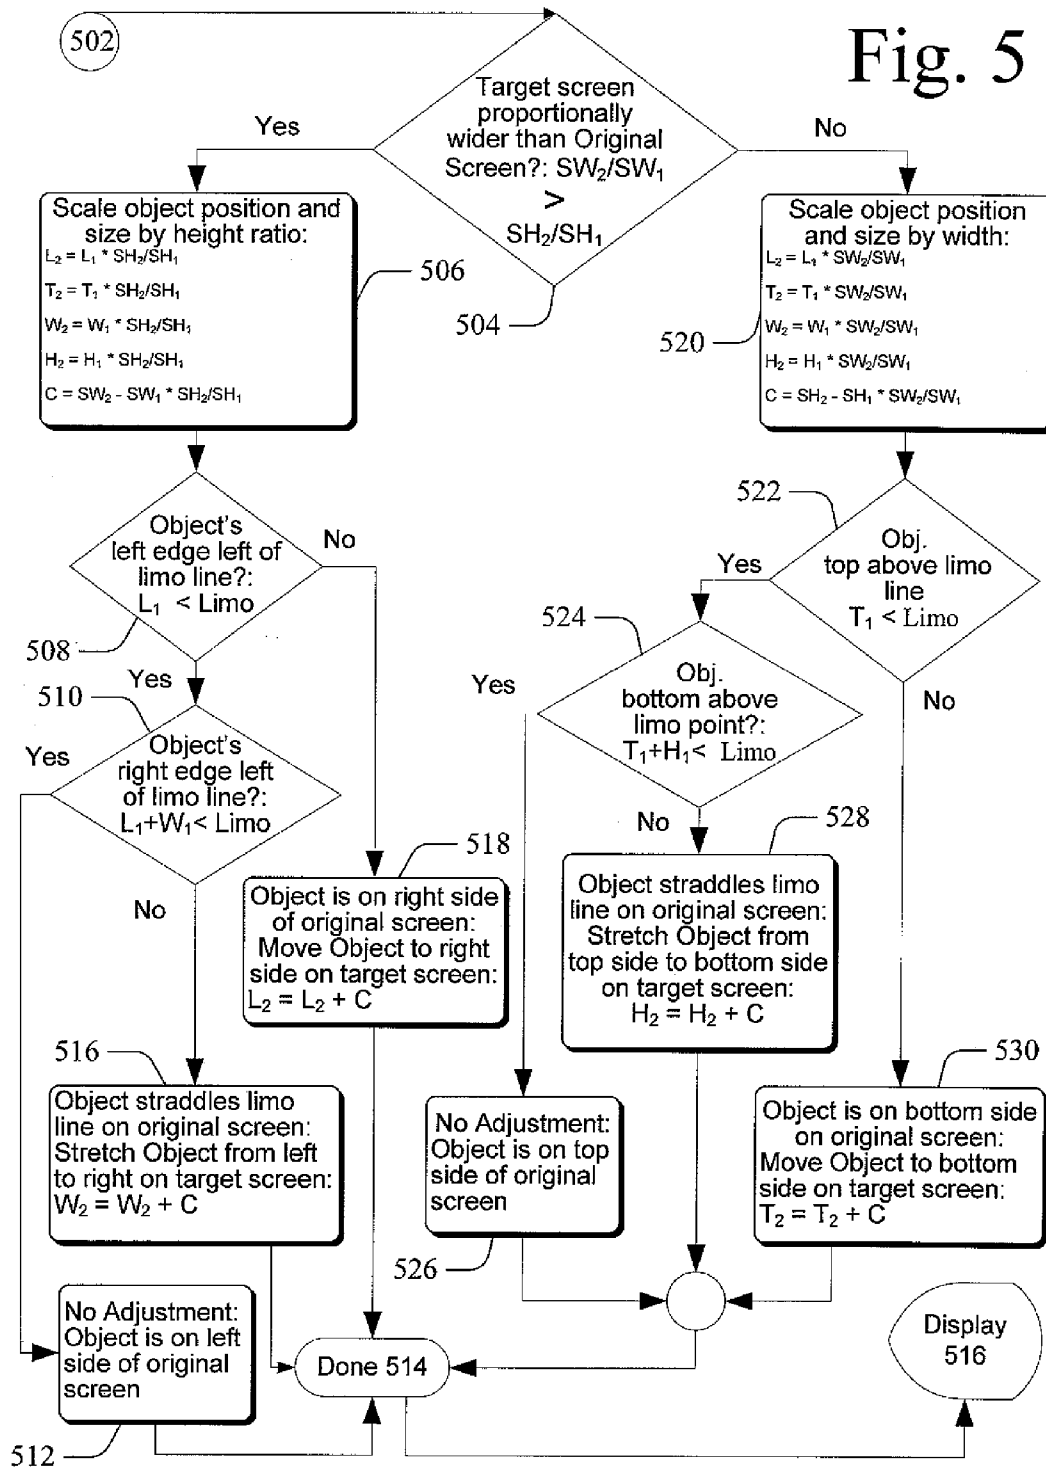 502
Fig. 5
Target screen
proportionally
wider than Original
Screen?: SW₂/SW₁
>
SH₂/SH₁
504
Yes
No
Scale object position and
size by height ratio:
L₂ = L₁ * SH₂/SH₁
T₂ = T₁ * SH₂/SH₁
W₂ = W₁ * SH₂/SH₁
H₂ = H₁ * SH₂/SH₁
C = SW₂ - SW₁ * SH₂/SH₁
506
Scale object position
and size by width:
L₂ = L₁ * SW₂/SW₁
T₂ = T₁ * SW₂/SW₁
W₂ = W₁ * SW₂/SW₁
H₂ = H₁ * SW₂/SW₁
C = SH₂ - SH₁ * SW₂/SW₁
520
Object's
left edge left of
limo line?:
L₁ < Limo
508
No
Yes
510
Object's
right edge left
of limo line?:
L₁+W₁< Limo
Yes
No
522
Obj.
top above limo
line
T₁ < Limo
Yes
No
524
Obj.
bottom above
limo point?:
T₁+H₁< Limo
Yes
No
518
Object is on right side
of original screen:
Move Object to right
side on target screen:
L₂ = L₂ + C
528
Object straddles limo
line on original screen:
Stretch Object from
top side to bottom side
on target screen:
H₂ = H₂ + C
516
Object straddles limo
line on original screen:
Stretch Object from left
to right on target screen:
W₂ = W₂ + C
No Adjustment:
Object is on top
side of original
screen
526
530
Object is on bottom side
on original screen:
Move Object to bottom
side on target screen:
T₂ = T₂ + C
No Adjustment:
Object is on left
side of original
screen
512
Done 514
Display
516